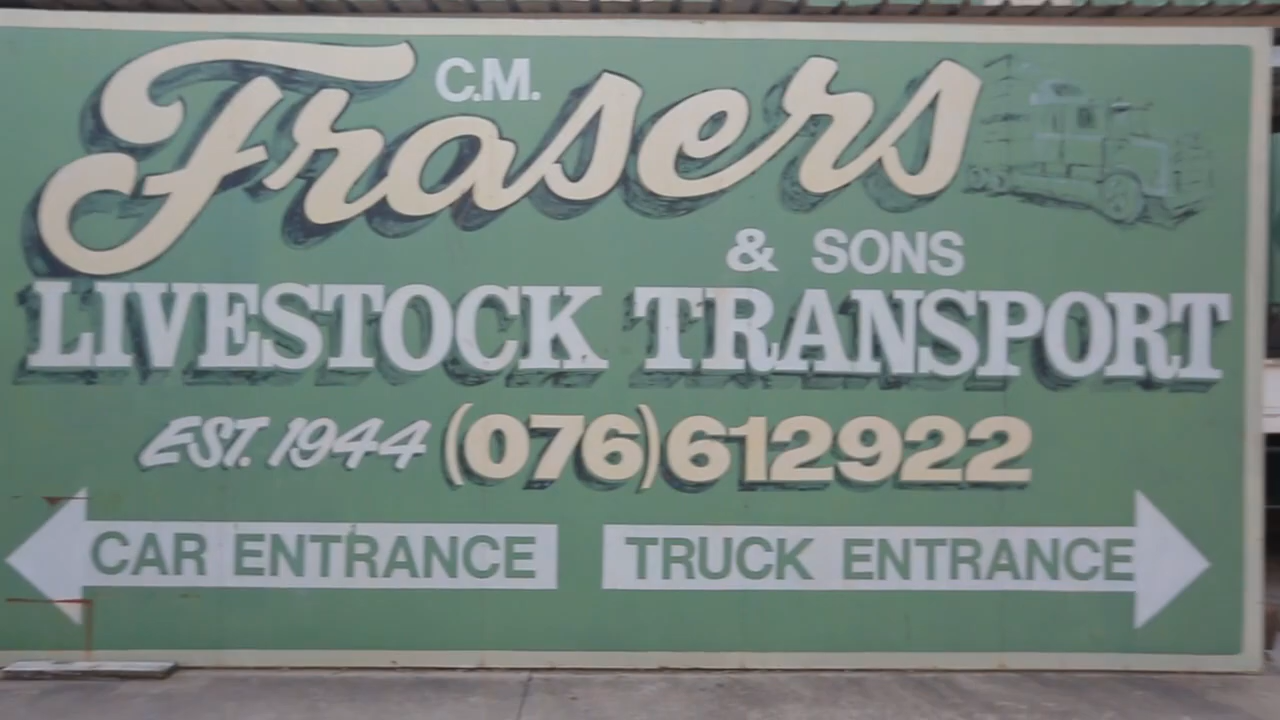 C.M.
Frasers
& SONS
LIVESTOCK TRANSPORT
EST. 1944 (076)612922
CAR ENTRANCE
TRUCK ENTRANCE